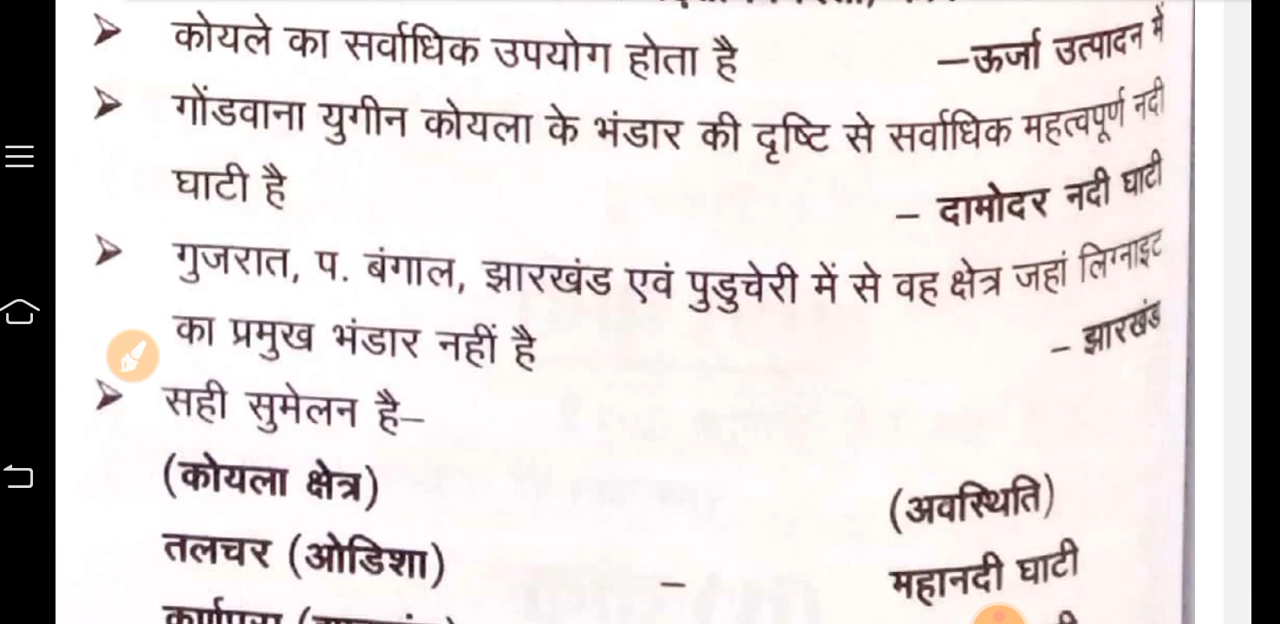 ➤ कोयले का सर्वाधिक उपयोग होता है –ऊर्जा उत्पादन में
➤ गोंडवाना युगीन कोयला के भंडार की दृष्टि से सर्वाधिक महत्वपूर्ण नदी
घाटी है – दामोदर नदी घाटी
➤ गुजरात, प. बंगाल, झारखंड एवं पुडुचेरी में से वह क्षेत्र जहां लिग्नाइट
का प्रमुख भंडार नहीं है – झारखंड
➤ सही सुमेलन है–
(कोयला क्षेत्र) (अवस्थिति)
तलचर (ओडिशा) – महानदी घाटी